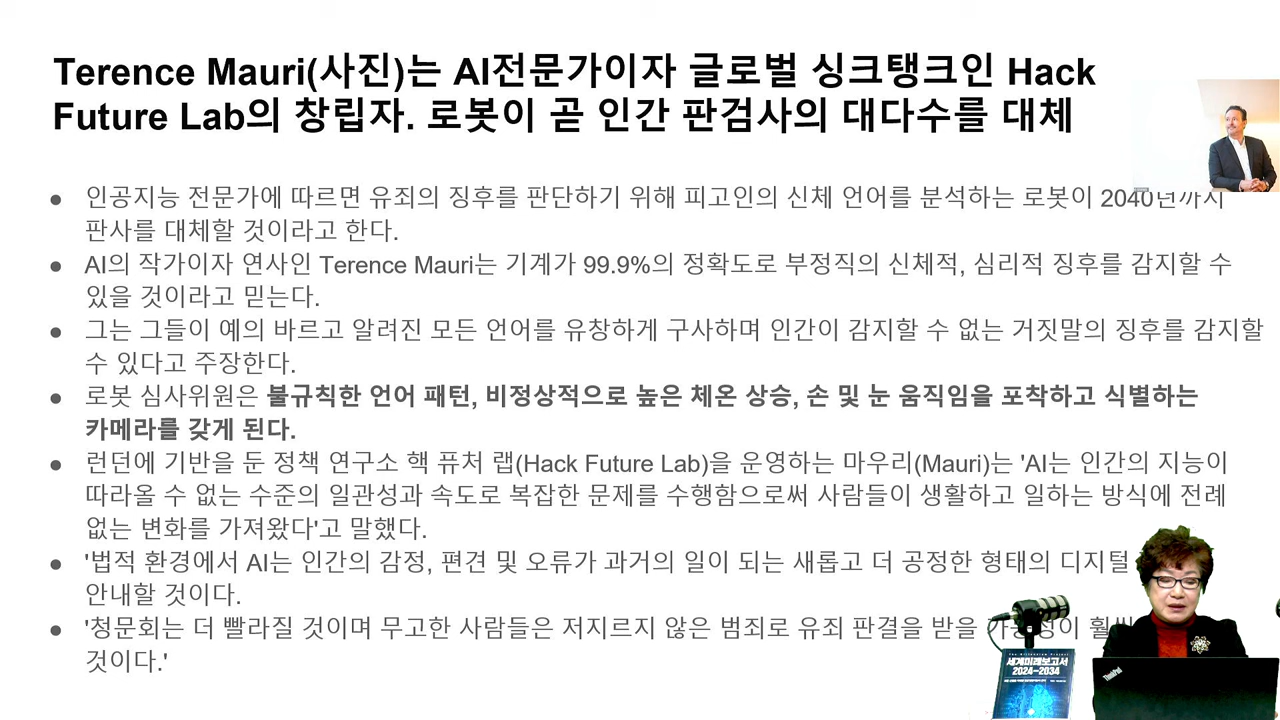 Terence Mauri(사진)는 AI전문가이자 글로벌 싱크탱크인 Hack
Future Lab의 창립자. 로봇이 곧 인간 판검사의 대다수를 대체
● 인공지능 전문가에 따르면 유죄의 징후를 판단하기 위해 피고인의 신체 언어를 분석하는 로봇이 2040년까지
판사를 대체할 것이라고 한다.
● AI의 작가이자 연사인 Terence Mauri는 기계가 99.9%의 정확도로 부정직의 신체적, 심리적 징후를 감지할 수
있을 것이라고 믿는다.
● 그는 그들이 예의 바르고 알려진 모든 언어를 유창하게 구사하며 인간이 감지할 수 없는 거짓말의 징후를 감지할
수 있다고 주장한다.
● 로봇 심사위원은 불규칙한 언어 패턴, 비정상적으로 높은 체온 상승, 손 및 눈 움직임을 포착하고 식별하는
카메라를 갖게 된다.
● 런던에 기반을 둔 정책 연구소 핵 퓨처 랩(Hack Future Lab)을 운영하는 마우리(Mauri)는 'AI는 인간의 지능이
따라올 수 없는 수준의 일관성과 속도로 복잡한 문제를 수행함으로써 사람들이 생활하고 일하는 방식에 전례
없는 변화를 가져왔다'고 말했다.
● '법적 환경에서 AI는 인간의 감정, 편견 및 오류가 과거의 일이 되는 새롭고 더 공정한 형태의 디지털
안내할 것이다.
● '청문회는 더 빨라질 것이며 무고한 사람들은 저지르지 않은 범죄로 유죄 판결을 받을
것이다.'
세계미래보고서
2024-2034
ThinkPad